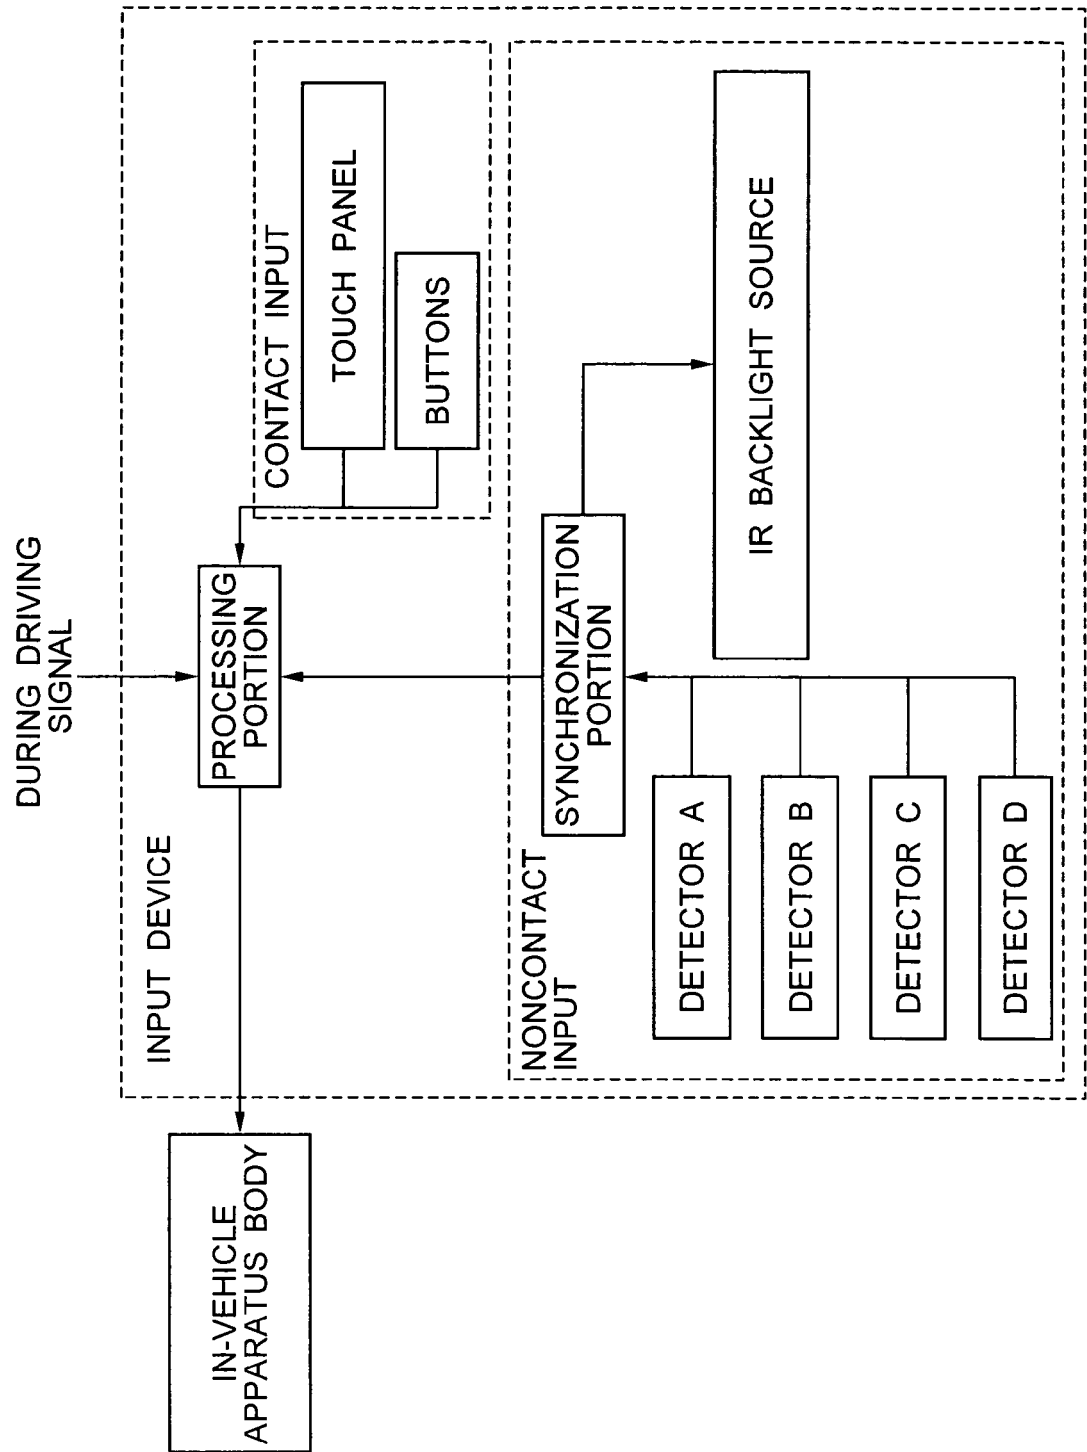 DURING DRIVING
SIGNAL
IN-VEHICLE
APPARATUS BODY
INPUT DEVICE
PROCESSING
PORTION
CONTACT INPUT
TOUCH PANEL
BUTTONS
NONCONTACT
INPUT
SYNCHRONIZATION
PORTION
IR BACKLIGHT SOURCE
DETECTOR A
DETECTOR B
DETECTOR C
DETECTOR D